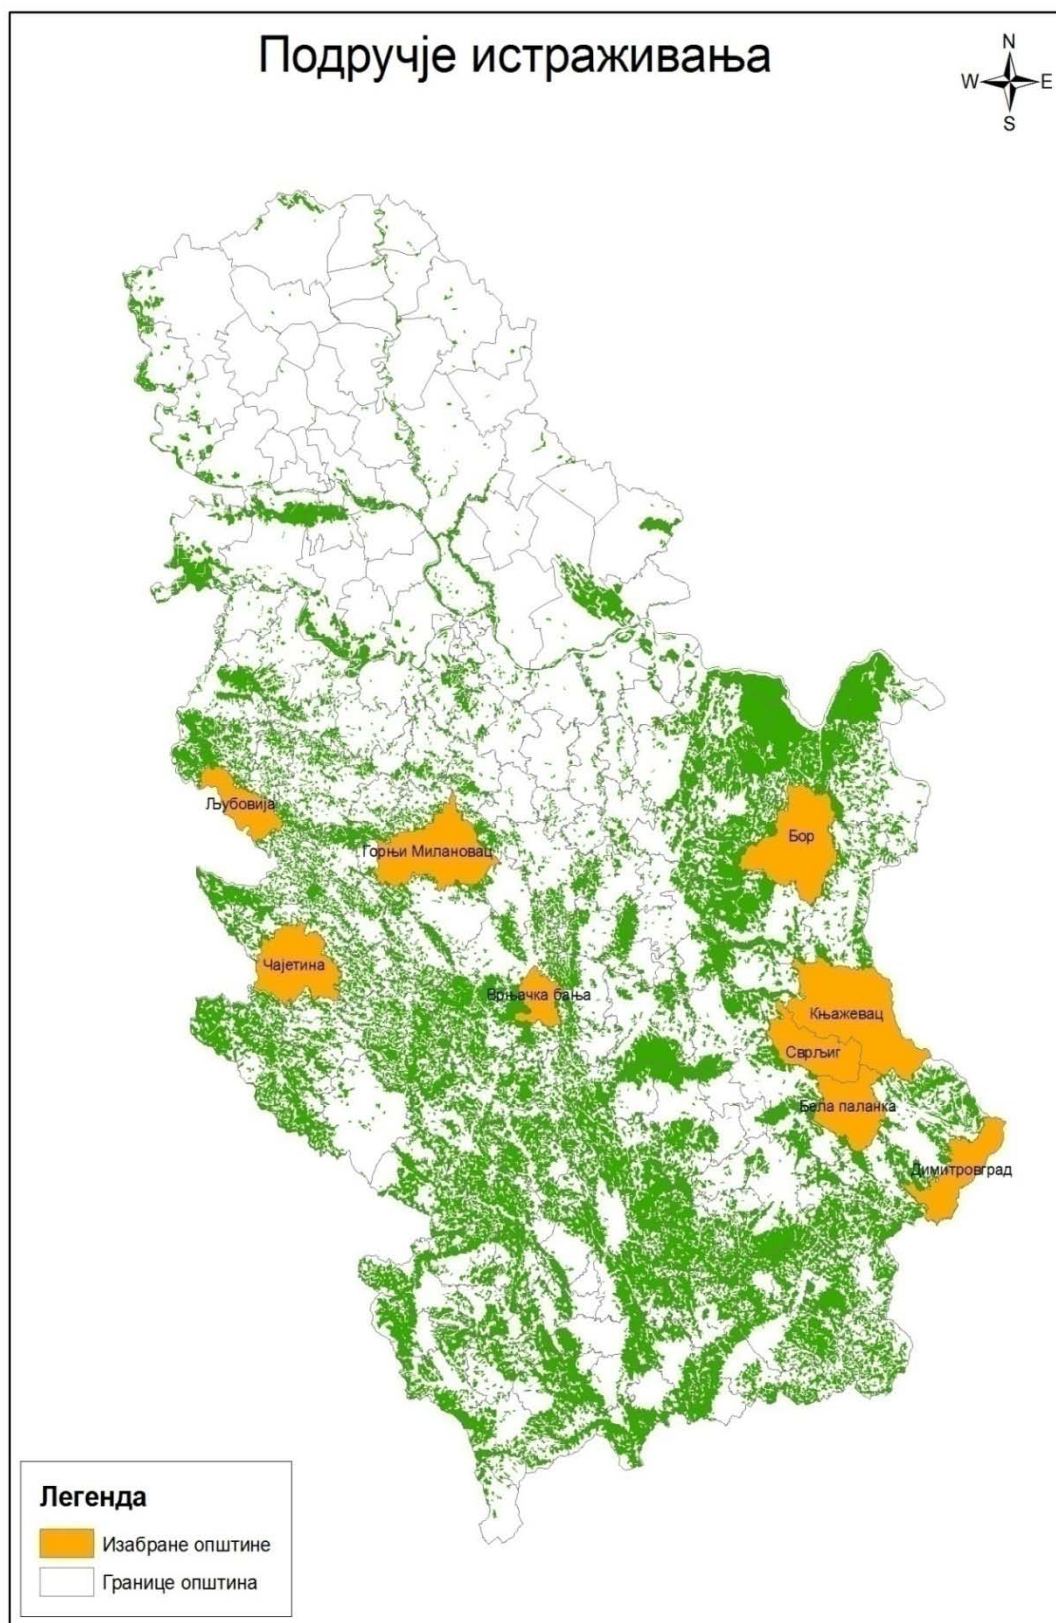 Подручје истраживања
N
W E
S
Љубовија
Горњи Милановац
Бор
Чајетина
Врњачка бања
Књажевац
Сврљиг
Бела паланка
Димитровград
Легенда
Изабране општине
Границе општина